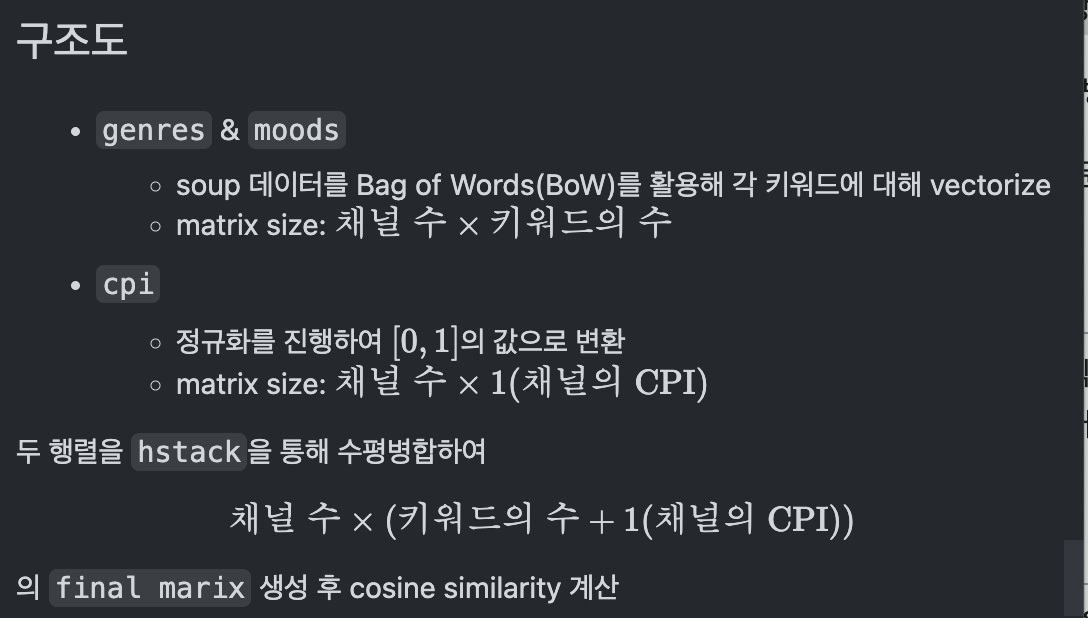 구조도
genres & moods
soup 데이터를 Bag of Words(BoW)를 활용해 각 키워드에 대해 vectorize
matrix size: 채널 수 × 키워드의 수
cpi
정규화를 진행하여 [0, 1]의 값으로 변환
matrix size: 채널 수 × 1(채널의 CPI)
두 행렬을 hstack을 통해 수평병합하여
채널 수 × (키워드의 수 + 1(채널의 CPI))
의 final marix 생성 후 cosine similarity 계산